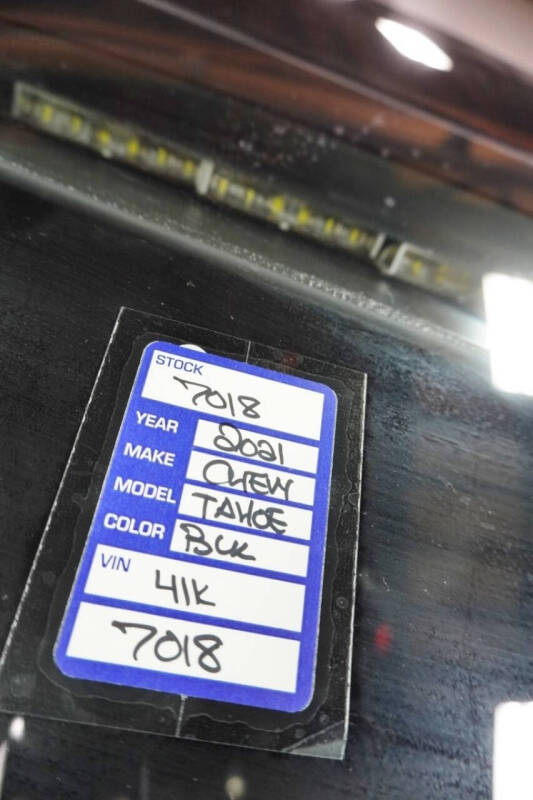 STOCK
7018
YEAR 2021
MAKE CHEVY
MODEL TAHOE
COLOR BLK
VIN
41K
7018